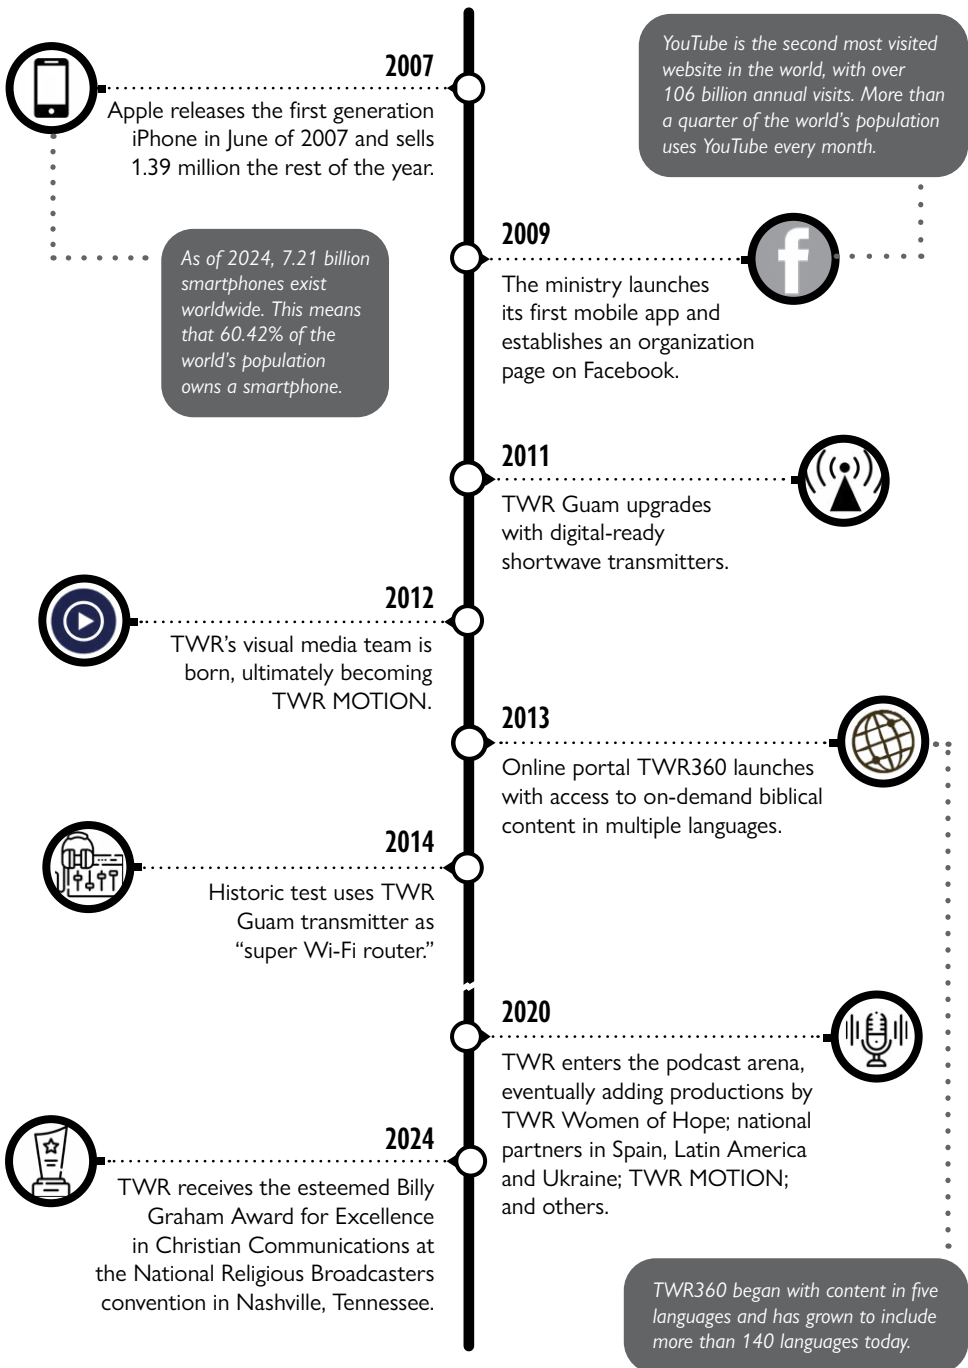 2007
Apple releases the first generation
iPhone in June of 2007 and sells
1.39 million the rest of the year.
YouTube is the second most visited
website in the world, with over
106 billion annual visits. More than
a quarter of the world’s population
uses YouTube every month.
As of 2024, 7.21 billion
smartphones exist
worldwide. This means
that 60.42% of the
world’s population
owns a smartphone.
2009
The ministry launches
its first mobile app and
establishes an organization
page on Facebook.
f
2011
TWR Guam upgrades
with digital-ready
shortwave transmitters.
2012
TWR’s visual media team is
born, ultimately becoming
TWR MOTION.
2013
Online portal TWR360 launches
with access to on-demand biblical
content in multiple languages.
2014
Historic test uses TWR
Guam transmitter as
“super Wi-Fi router.”
2020
TWR enters the podcast arena,
eventually adding productions by
TWR Women of Hope; national
partners in Spain, Latin America
and Ukraine; TWR MOTION;
and others.
2024
TWR receives the esteemed Billy
Graham Award for Excellence
in Christian Communications at
the National Religious Broadcasters
convention in Nashville, Tennessee.
TWR360 began with content in five
languages and has grown to include
more than 140 languages today.